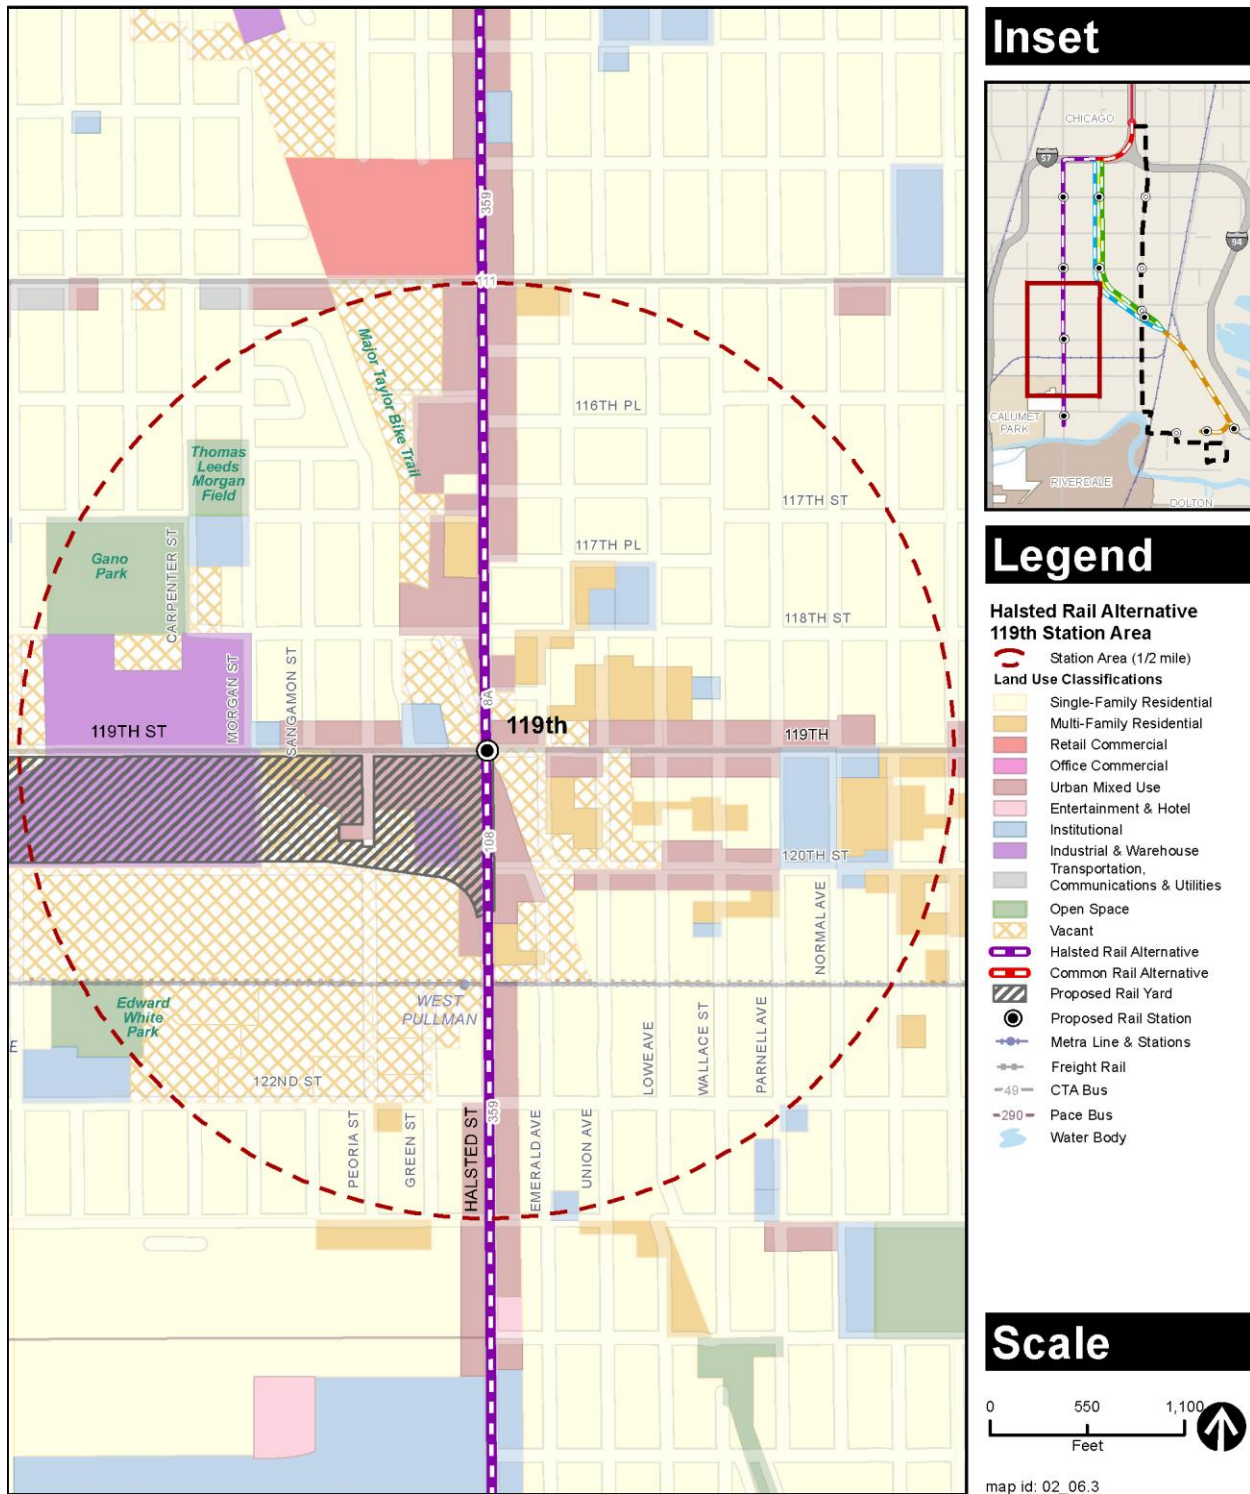 Inset
CHICAGO
57
94
CALUMET
PARK
RIVERDALE
DOLTON
359
111
Major Taylor Bike Trail
116TH PL
Thomas
Leeds
Morgan
Field
117TH ST
Gano
Park
CARPENTER ST
117TH PL
118TH ST
MORGAN ST
SANGAMON ST
8A
119TH ST
119th
119TH
108
120TH ST
NORMAL AVE
Edward
White
Park
WEST
PULLMAN
E
122ND ST
LOWE AVE
WALLACE ST
PARNELL AVE
PEORIA ST
GREEN ST
HALSTED ST
359
EMERALD AVE
UNION AVE
Legend
Halsted Rail Alternative
119th Station Area
Station Area (1/2 mile)
Land Use Classifications
Single-Family Residential
Multi-Family Residential
Retail Commercial
Office Commercial
Urban Mixed Use
Entertainment & Hotel
Institutional
Industrial & Warehouse
Transportation,
Communications & Utilities
Open Space
Vacant
Halsted Rail Alternative
Common Rail Alternative
Proposed Rail Yard
Proposed Rail Station
Metra Line & Stations
Freight Rail
49 CTA Bus
290 Pace Bus
Water Body
Scale
0 550 1,100
Feet
map id: 02_06.3